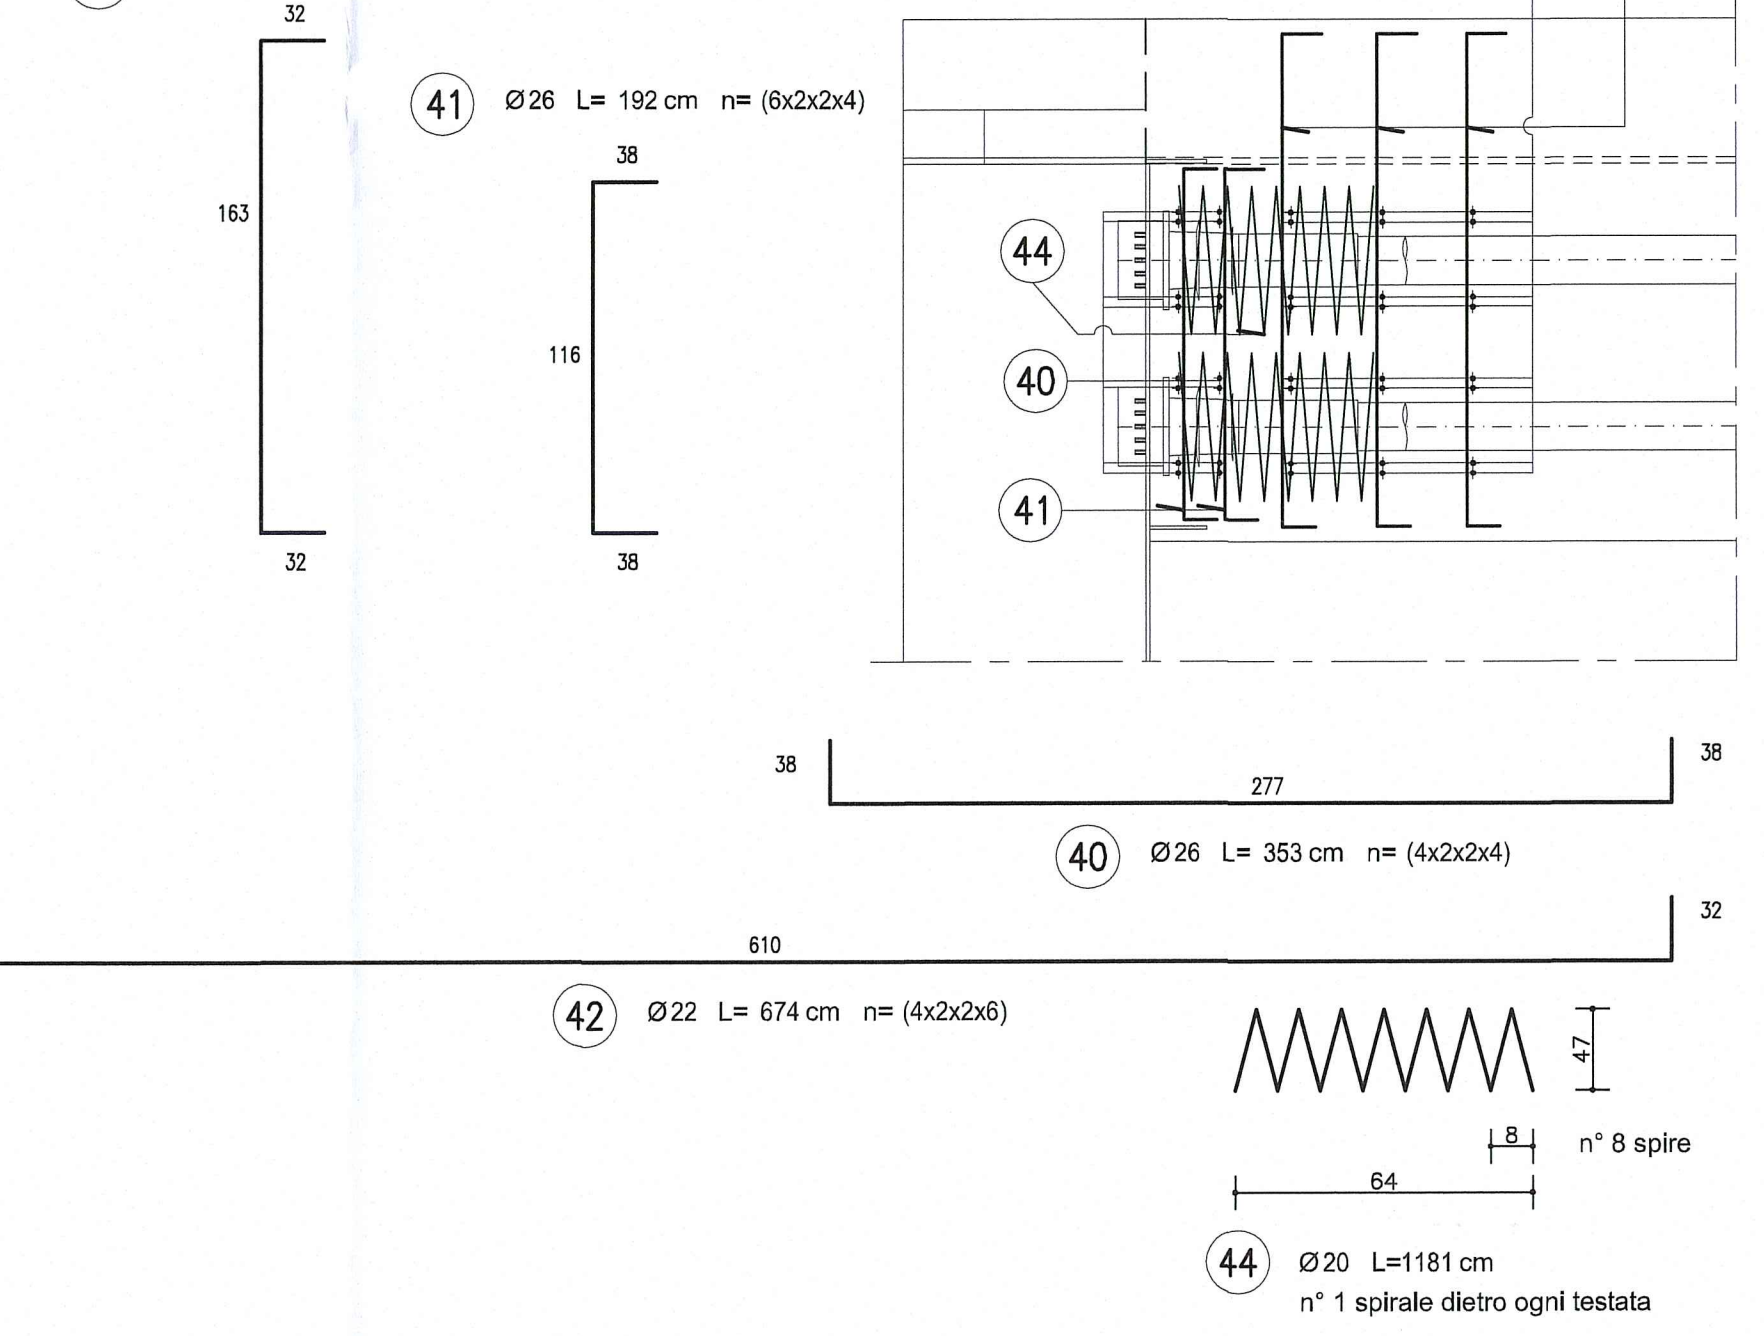 32
163
32
41 Ø26 L= 192 cm n= (6x2x2x4)
38
116
38
44
40
41
38
277
38
40 Ø26 L= 353 cm n= (4x2x2x4)
610
32
42 Ø22 L= 674 cm n= (4x2x2x6)
47
8
n° 8 spire
64
44 Ø20 L=1181 cm
n° 1 spirale dietro ogni testata